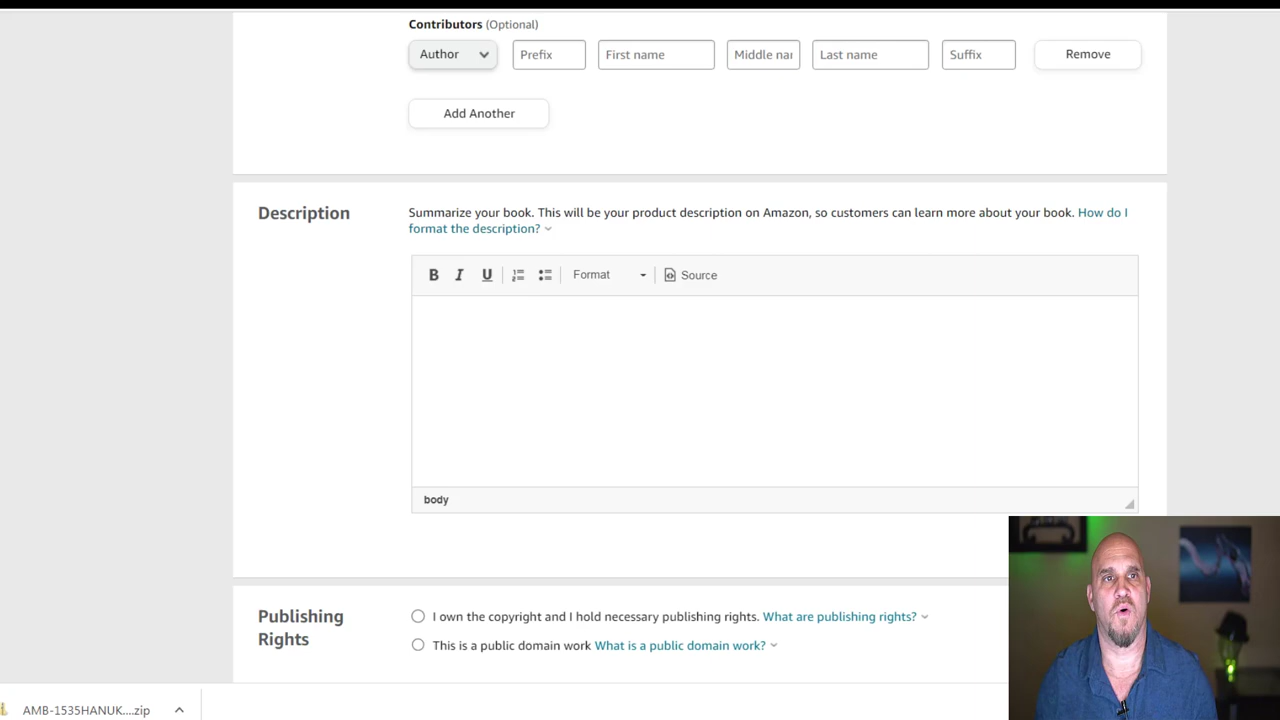 Contributors (Optional)
Author Prefix First name Middle nar Last name Suffix Remove
Add Another
Description
Summarize your book. This will be your product description on Amazon, so customers can learn more about your book. How do I
format the description?
B I U Format Source
body
Publishing
Rights
I own the copyright and I hold necessary publishing rights. What are publishing rights?
This is a public domain work What is a public domain work?
AMB-1535HANUK....zip